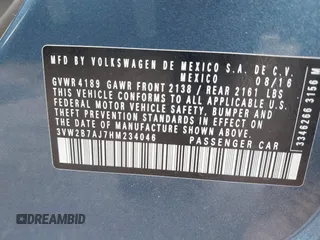 MFD BY VOLKSWAGEN DE MEXICO S.A. DE C.V.
MEXICO 08/16
GVWR 4189 GAWR FRONT 2138 / REAR 2161 LBS
THIS VEHICLE CONFORMS TO ALL APPLICABLE
FEDERAL MOTOR VEHICLE SAFETY, BUMPER AND
THEFT PREVENTION STANDARDS IN EFFECT ON
THE DATE OF MANUFACTURE SHOWN ABOVE.
3VW2B7AJ7HM234046
PASSENGER CAR
3346266 3156 M
DREAMBID